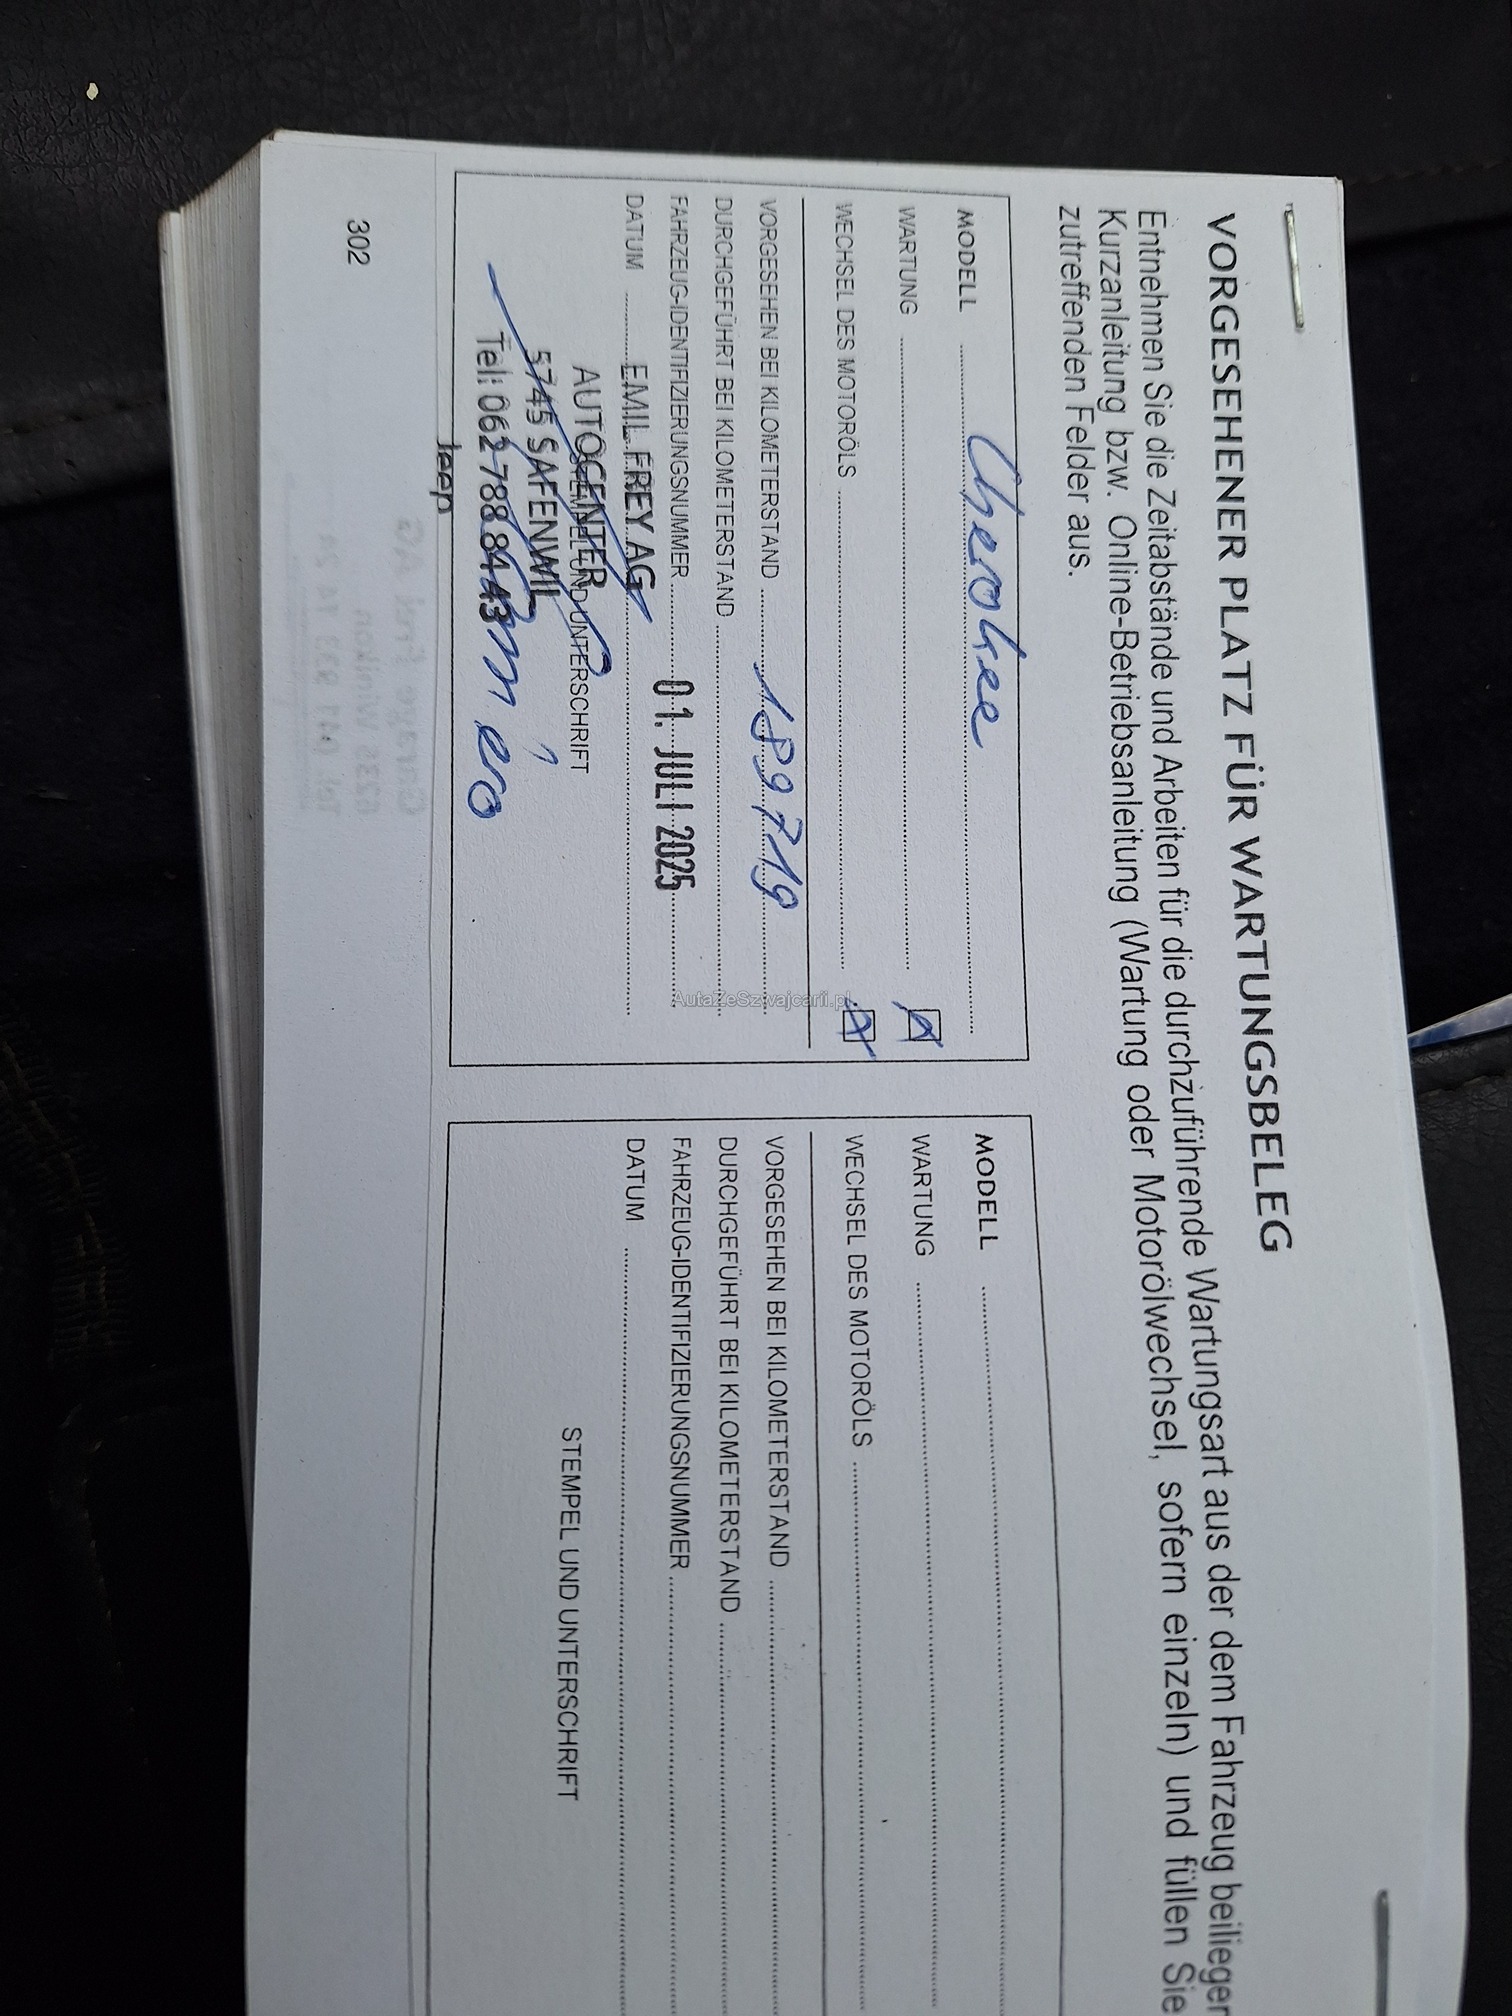 VORGESEHENER PLATZ FÜR WARTUNGSBELEG
Entnehmen Sie die Zeitabstände und Arbeiten für die durchzuführende Wartungsart aus der dem Fahrzeug
Kurzanleitung bzw. Online-Betriebsanleitung (Wartung oder Motorölwechsel, sofern einzeln) und füllen Sie
zutreffenden Felder aus.
MODELL Cherokee
WARTUNG X
WECHSEL DES MOTORÖLS X
VORGESEHEN BEI KILOMETERSTAND 189719
DURCHGEFÜHRT BEI KILOMETERSTAND
FAHRZEUG-IDENTIFIZIERUNGSNUMMER
01. JULI 2025
DATUM
EMIL FREY AG
AUTOCENTER
STEMPEL UND UNTERSCHRIFT
5745 SAFENWIL
Tel: 062 788 84 43
Jeep
302
MODELL
WARTUNG
WECHSEL DES MOTORÖLS
VORGESEHEN BEI KILOMETERSTAND
DURCHGEFÜHRT BEI KILOMETERSTAND
FAHRZEUG-IDENTIFIZIERUNGSNUMMER
DATUM
STEMPEL UND UNTERSCHRIFT
AutaZeSzwajcarii.pl